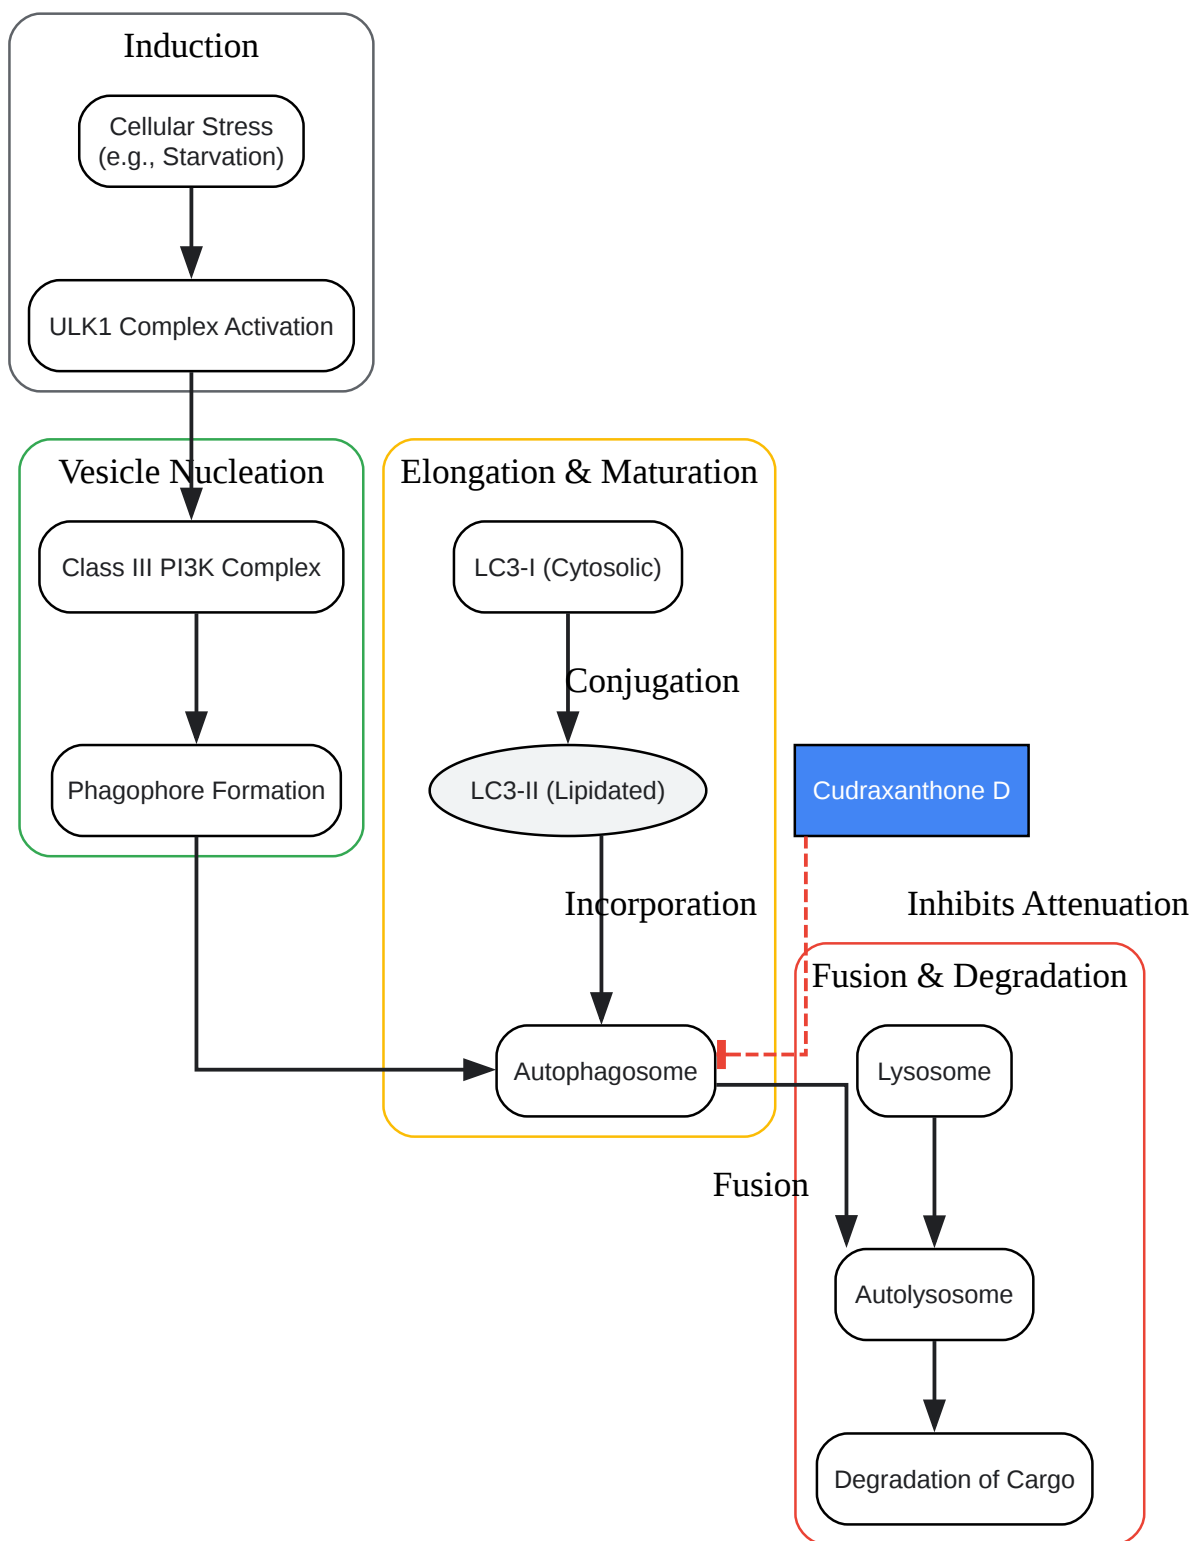 Induction
Cellular Stress
(e.g., Starvation)
ULK1 Complex Activation
Vesicle Nucleation
Class III PI3K Complex
Phagophore Formation
Elongation & Maturation
LC3-I (Cytosolic)
Conjugation
LC3-II (Lipidated)
Incorporation
Autophagosome
Cudraxanthone D
Inhibits Attenuation
Fusion & Degradation
Lysosome
Fusion
Autolysosome
Degradation of Cargo